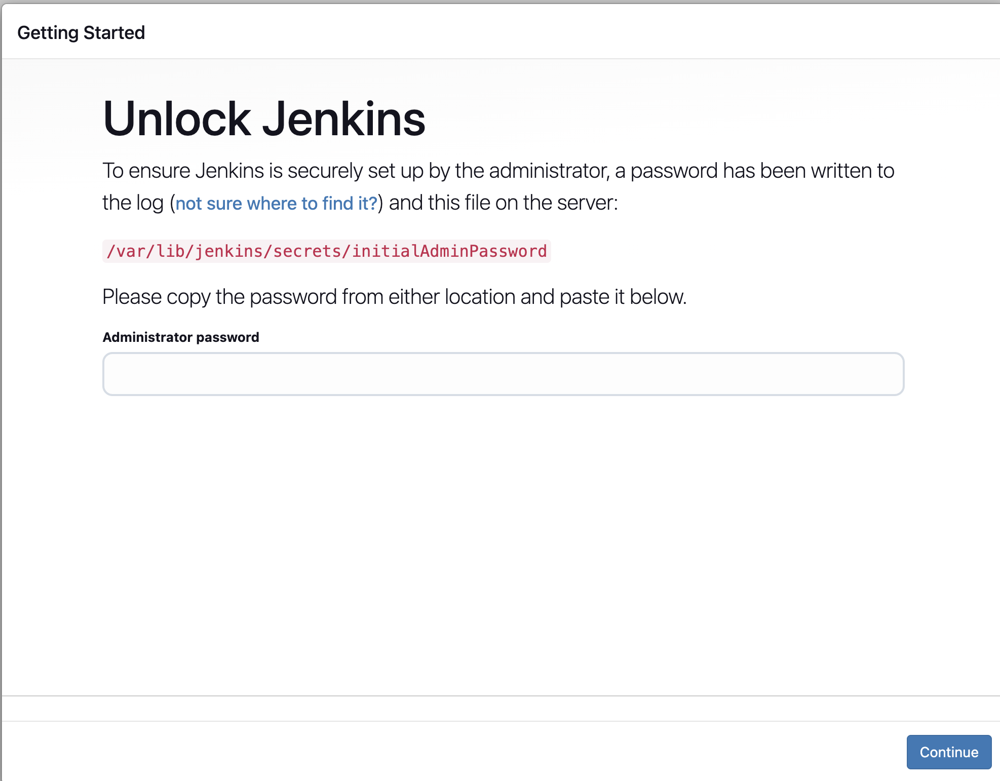 Getting Started
Unlock Jenkins
To ensure Jenkins is securely set up by the administrator, a password has been written to
the log (not sure where to find it?) and this file on the server:
/var/lib/jenkins/secrets/initialAdminPassword
Please copy the password from either location and paste it below.
Administrator password
Continue